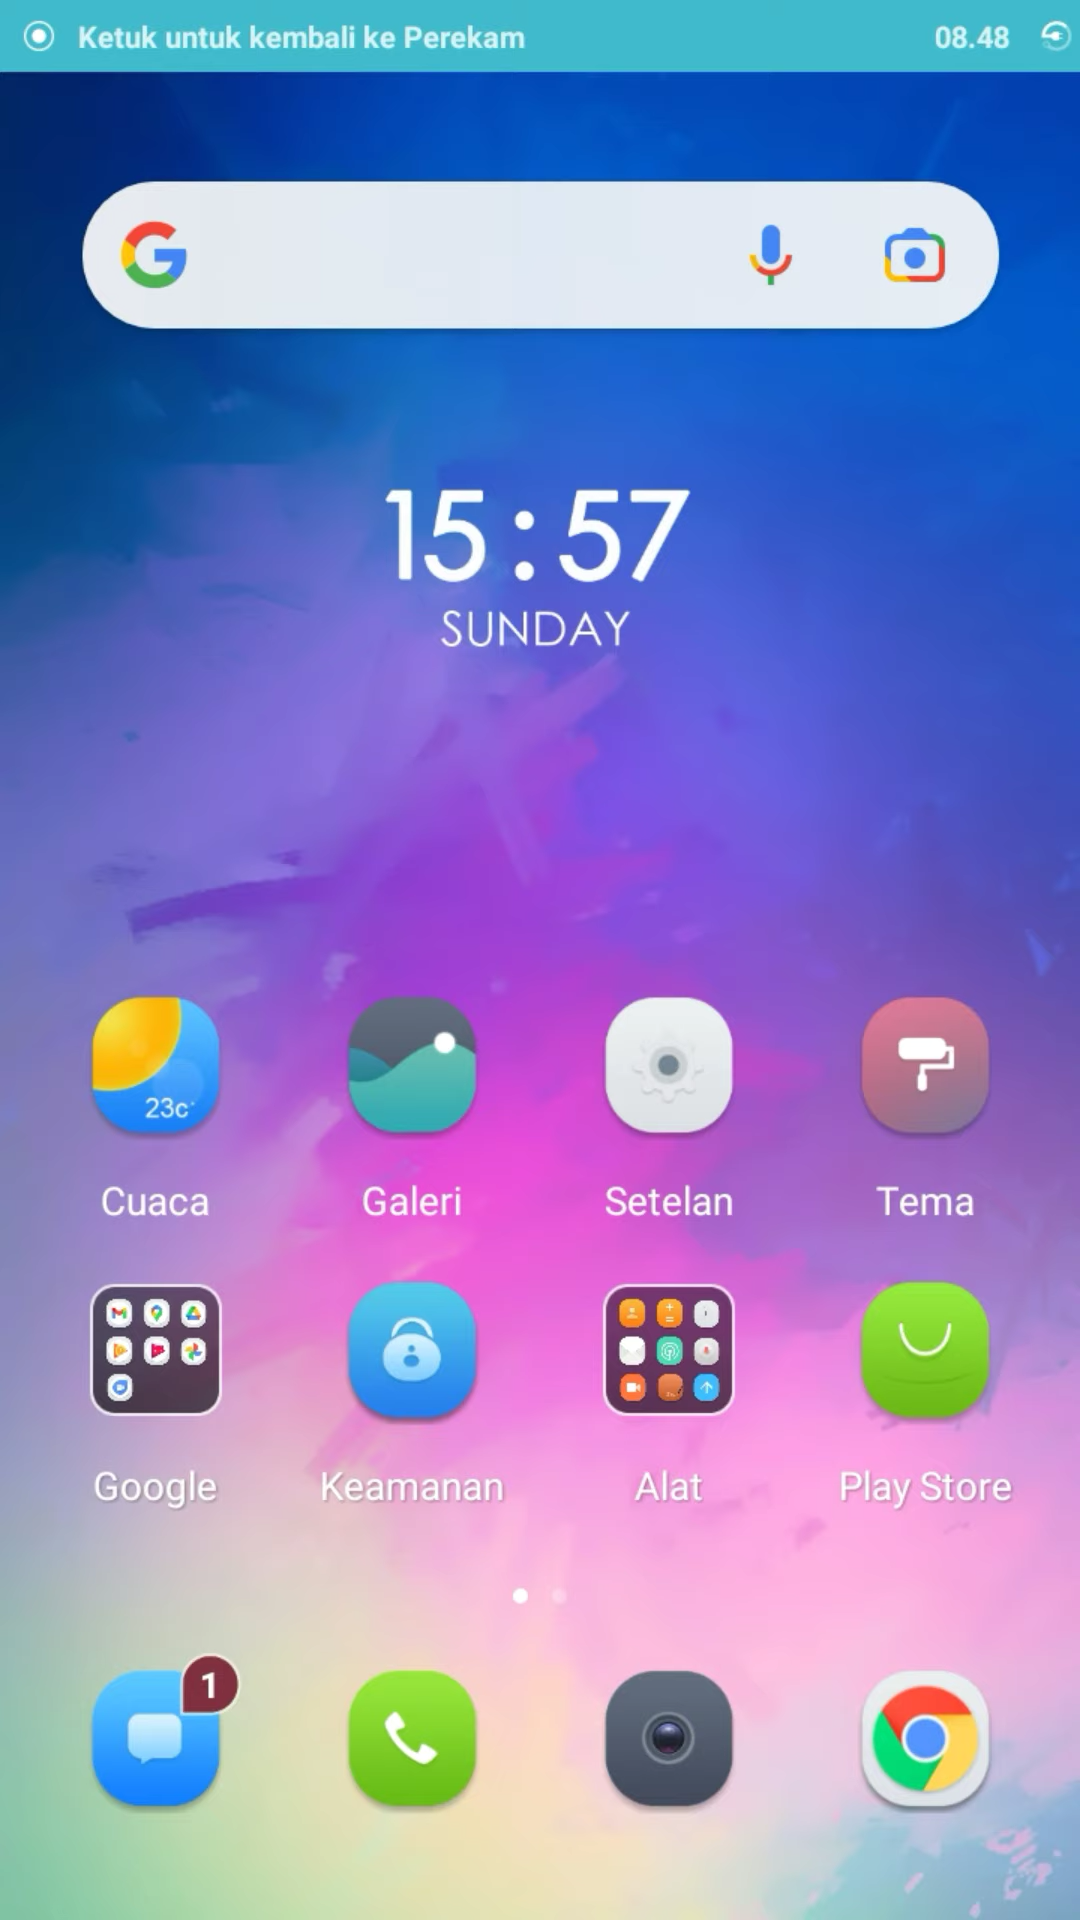 Ketuk untuk kembali ke Perekam 08.48
15:57
SUNDAY
23c°
Cuaca Galeri Setelan Tema
Google Keamanan Alat Play Store
1